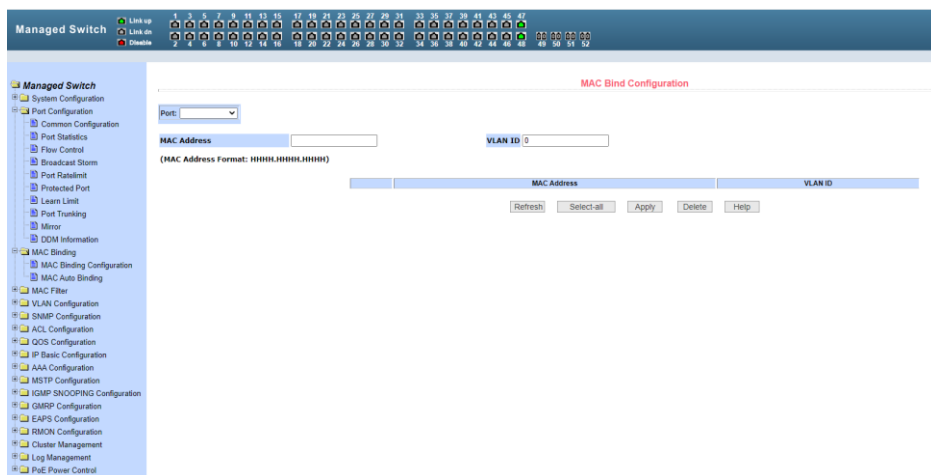 Managed Switch
Link up
Link dn
Disable
1 3 5 7 9 11 13 15 17 19 21 23 25 27 29 31 33 35 37 39 41 43 45 47
2 4 6 8 10 12 14 16 18 20 22 24 26 28 30 32 34 36 38 40 42 44 46 48 49 50 51 52
Managed Switch
System Configuration
Port Configuration
Common Configuration
Port Statistics
Flow Control
Broadcast Storm
Port Ratelimit
Protected Port
Learn Limit
Port Trunking
Mirror
DDM Information
MAC Binding
MAC Binding Configuration
MAC Auto Binding
MAC Filter
VLAN Configuration
SNMP Configuration
ACL Configuration
QOS Configuration
IP Basic Configuration
AAA Configuration
MSTP Configuration
IGMP SNOOPING Configuration
GMRP Configuration
EAPS Configuration
RMON Configuration
Cluster Management
Log Management
PoE Power Control
MAC Bind Configuration
Port:
MAC Address VLAN ID 0
(MAC Address Format: HHHH.HHHH.HHHH)
MAC Address VLAN ID
Refresh Select-all Apply Delete Help